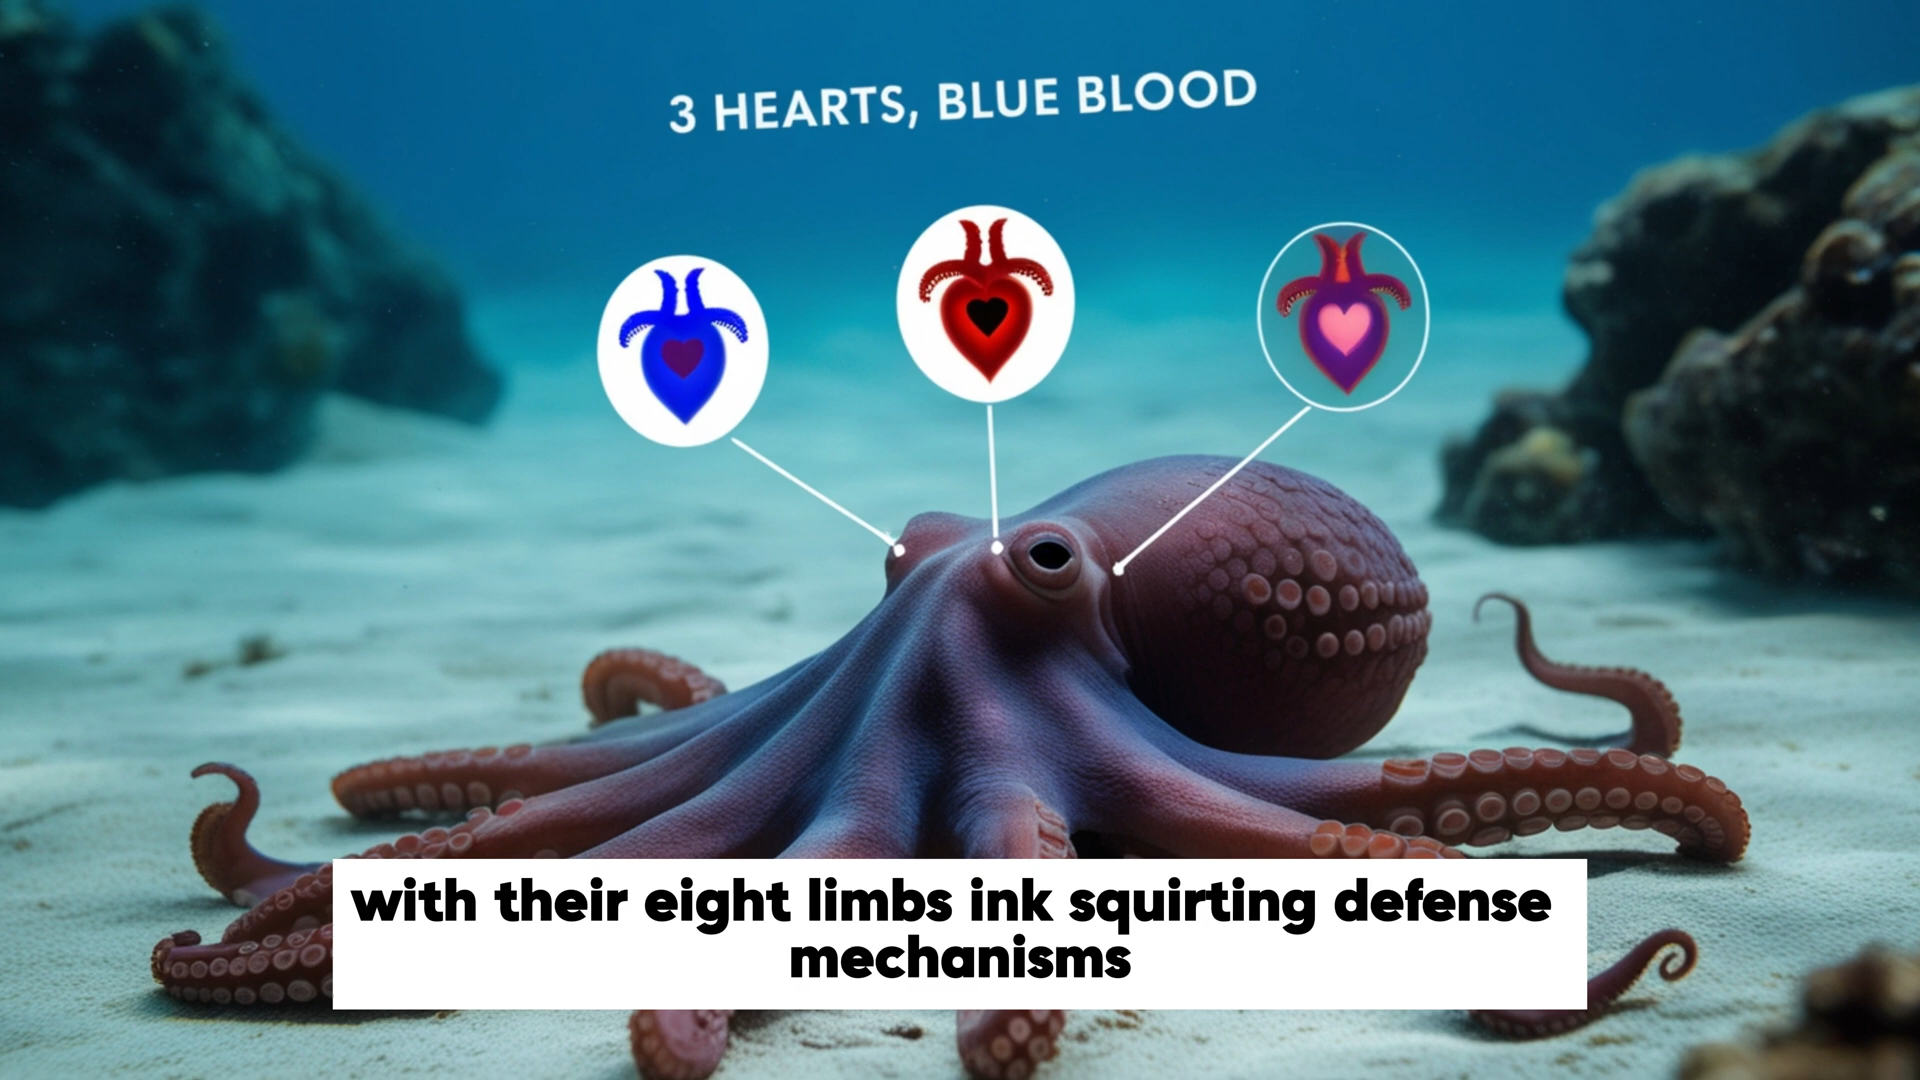 3 HEARTS, BLUE BLOOD
with their eight limbs ink squirting defense
mechanisms